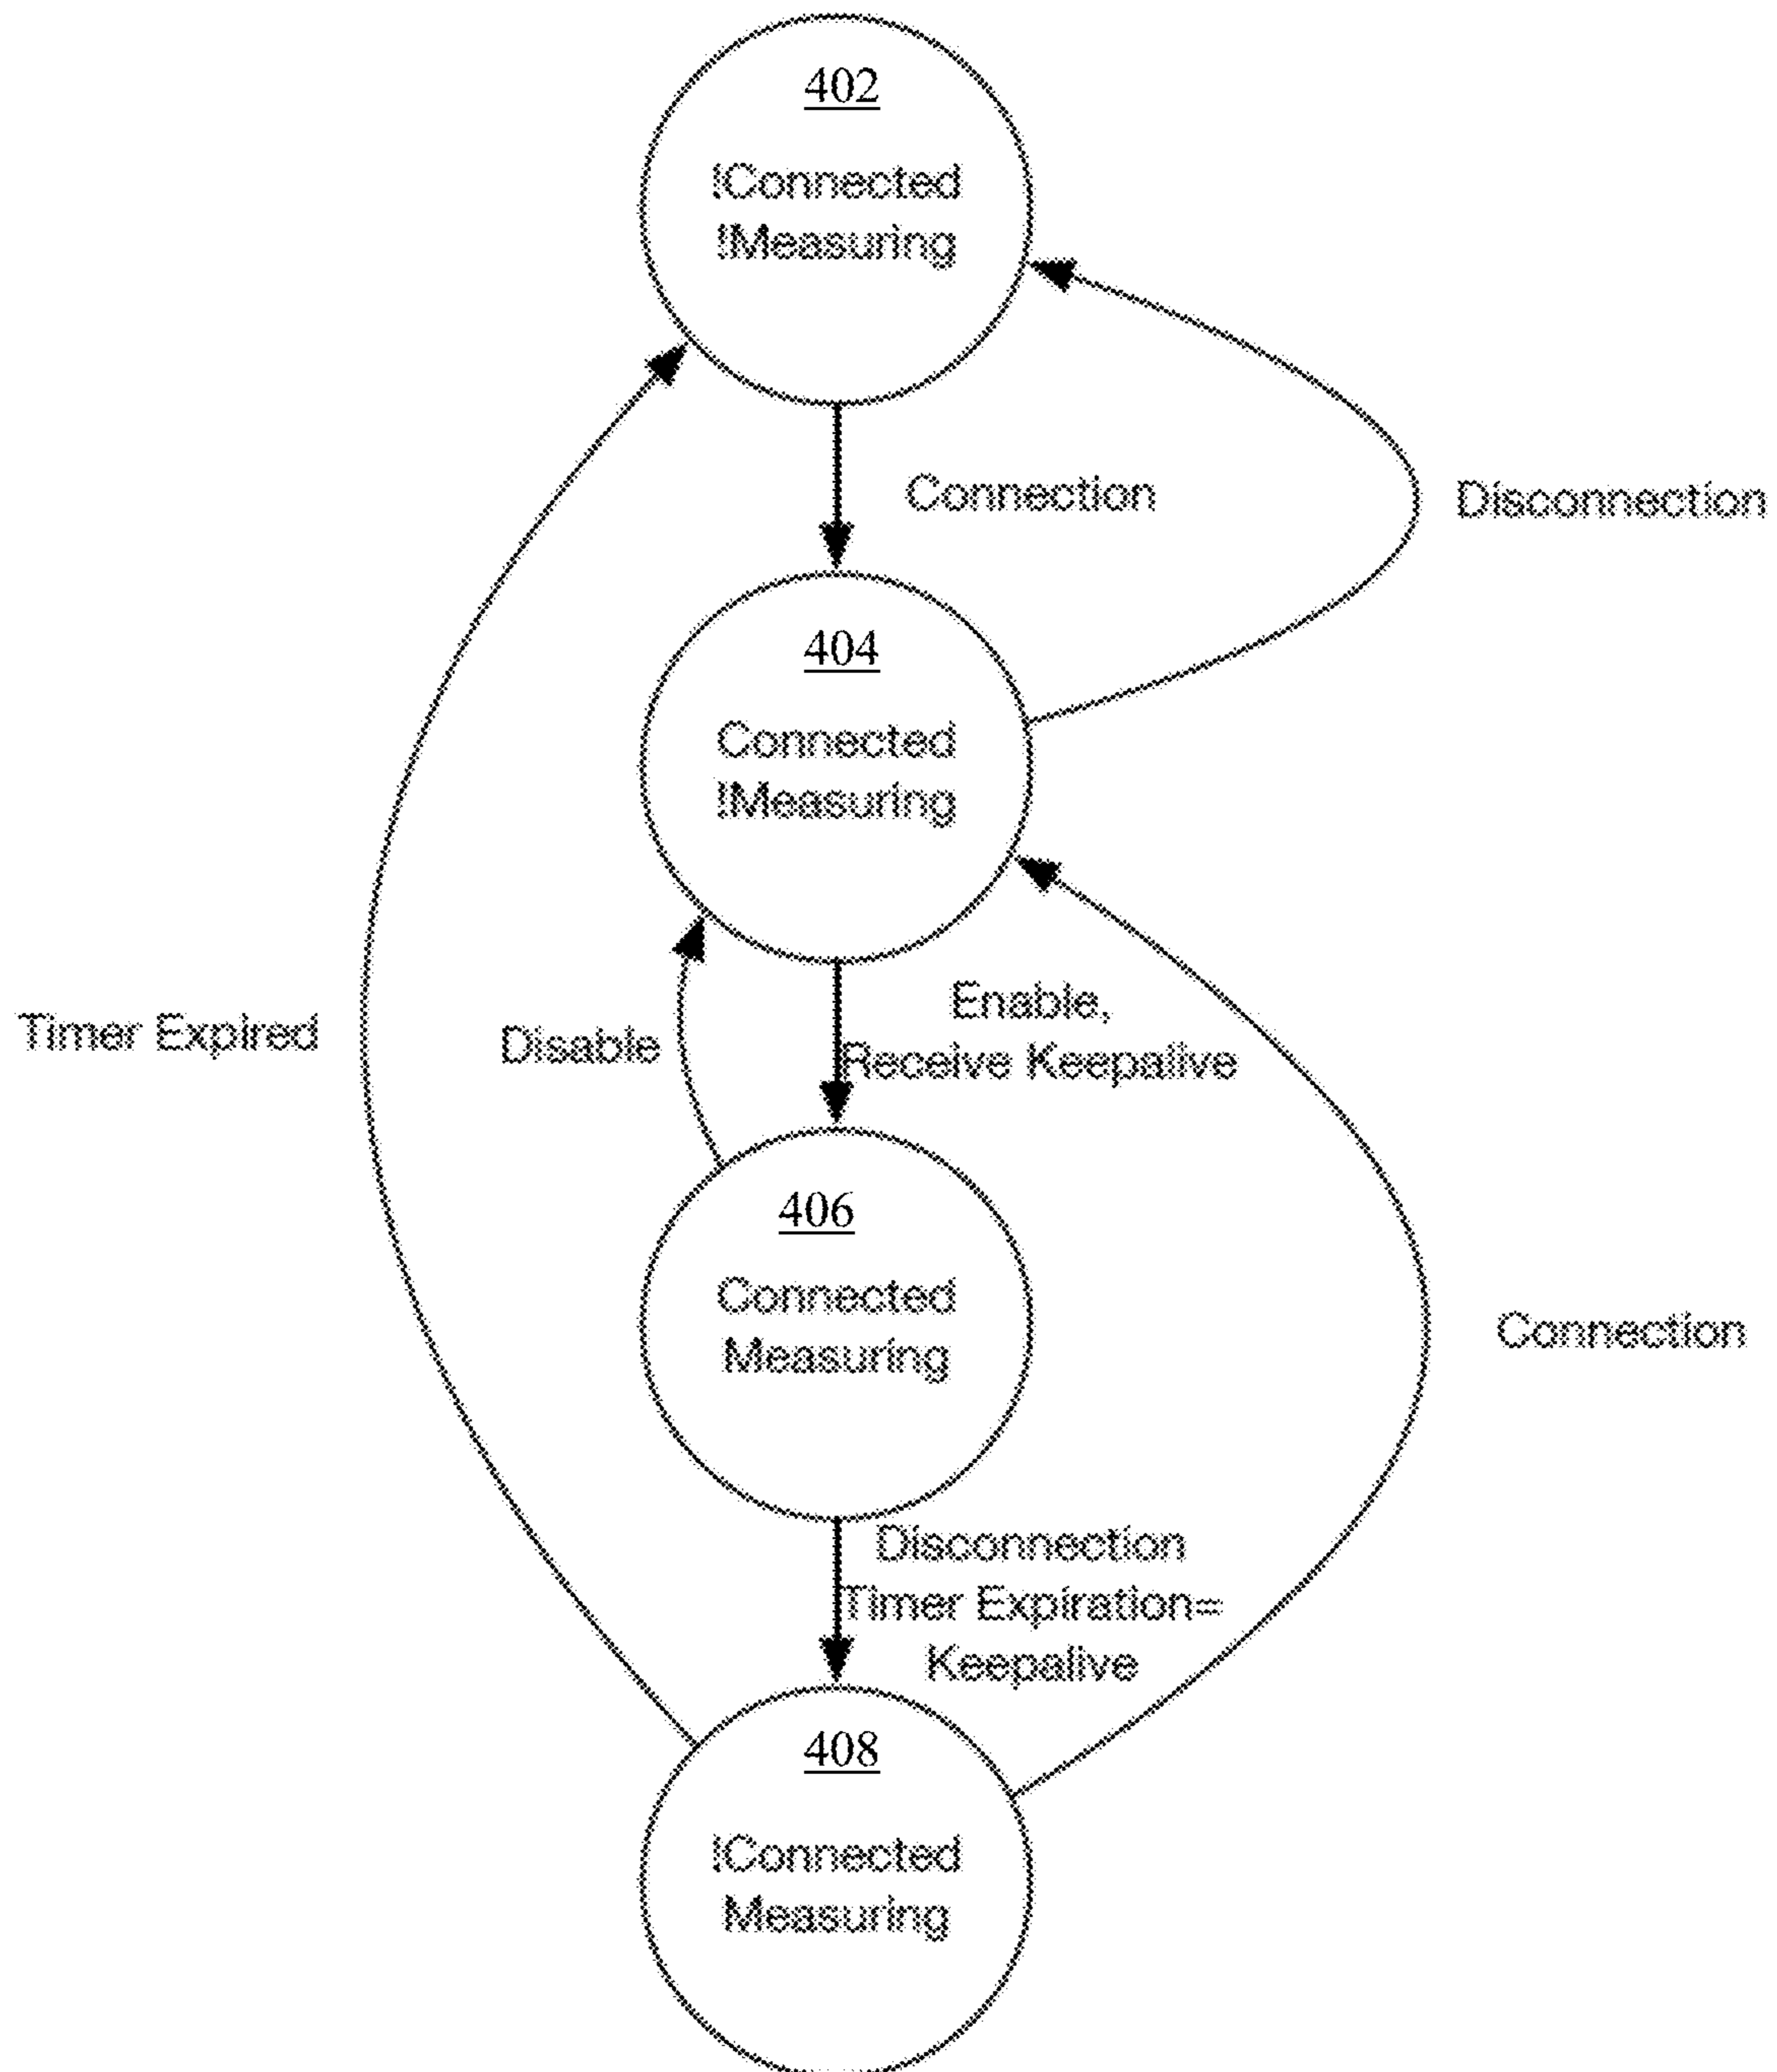 402
!Connected
!Measuring
Connection
Disconnection
404
Connected
!Measuring
Timer Expired
Disable
Enable,
Receive Keepalive
406
Connected
Measuring
Connection
Disconnection
Timer Expiration=
Keepalive
408
!Connected
Measuring